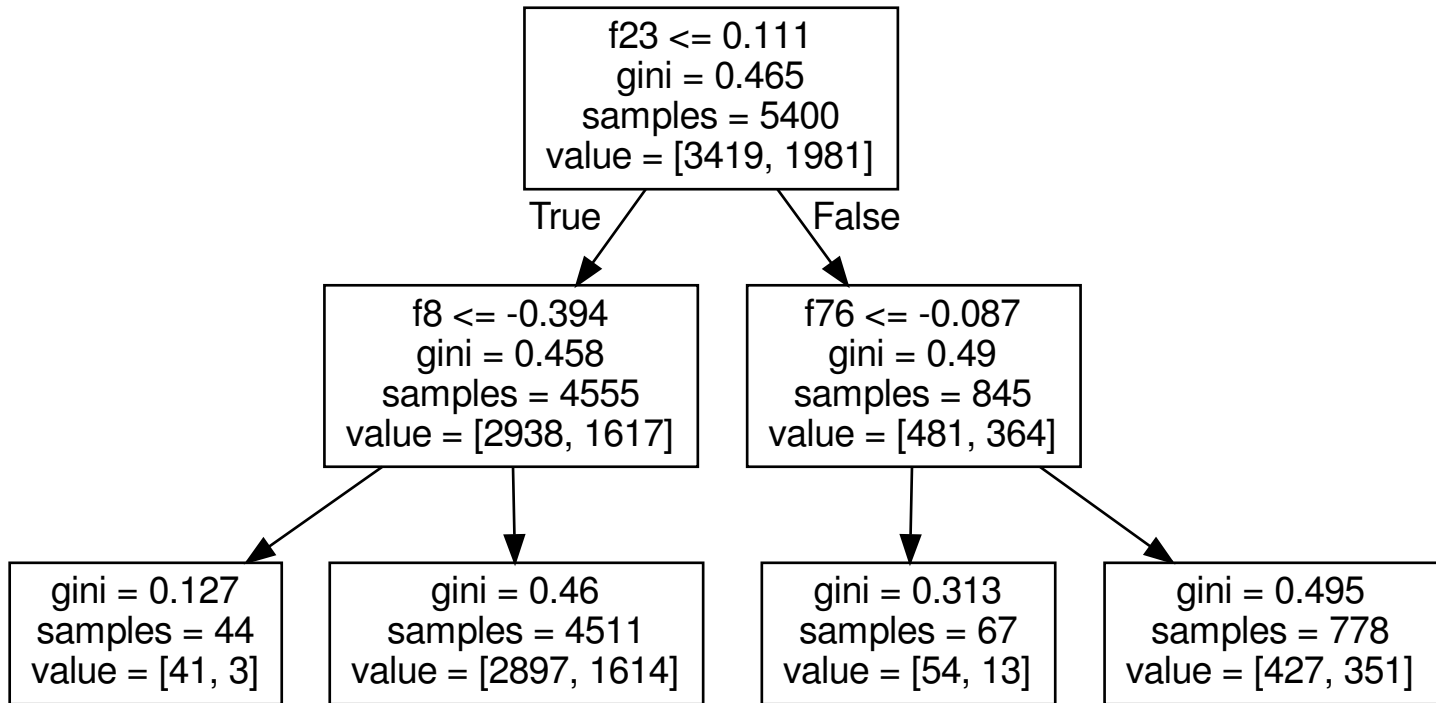 f23 <= 0.111
gini = 0.465
samples = 5400
value = [3419, 1981]
True
False
f8 <= -0.394
gini = 0.458
samples = 4555
value = [2938, 1617]
f76 <= -0.087
gini = 0.49
samples = 845
value = [481, 364]
gini = 0.127
samples = 44
value = [41, 3]
gini = 0.46
samples = 4511
value = [2897, 1614]
gini = 0.313
samples = 67
value = [54, 13]
gini = 0.495
samples = 778
value = [427, 351]